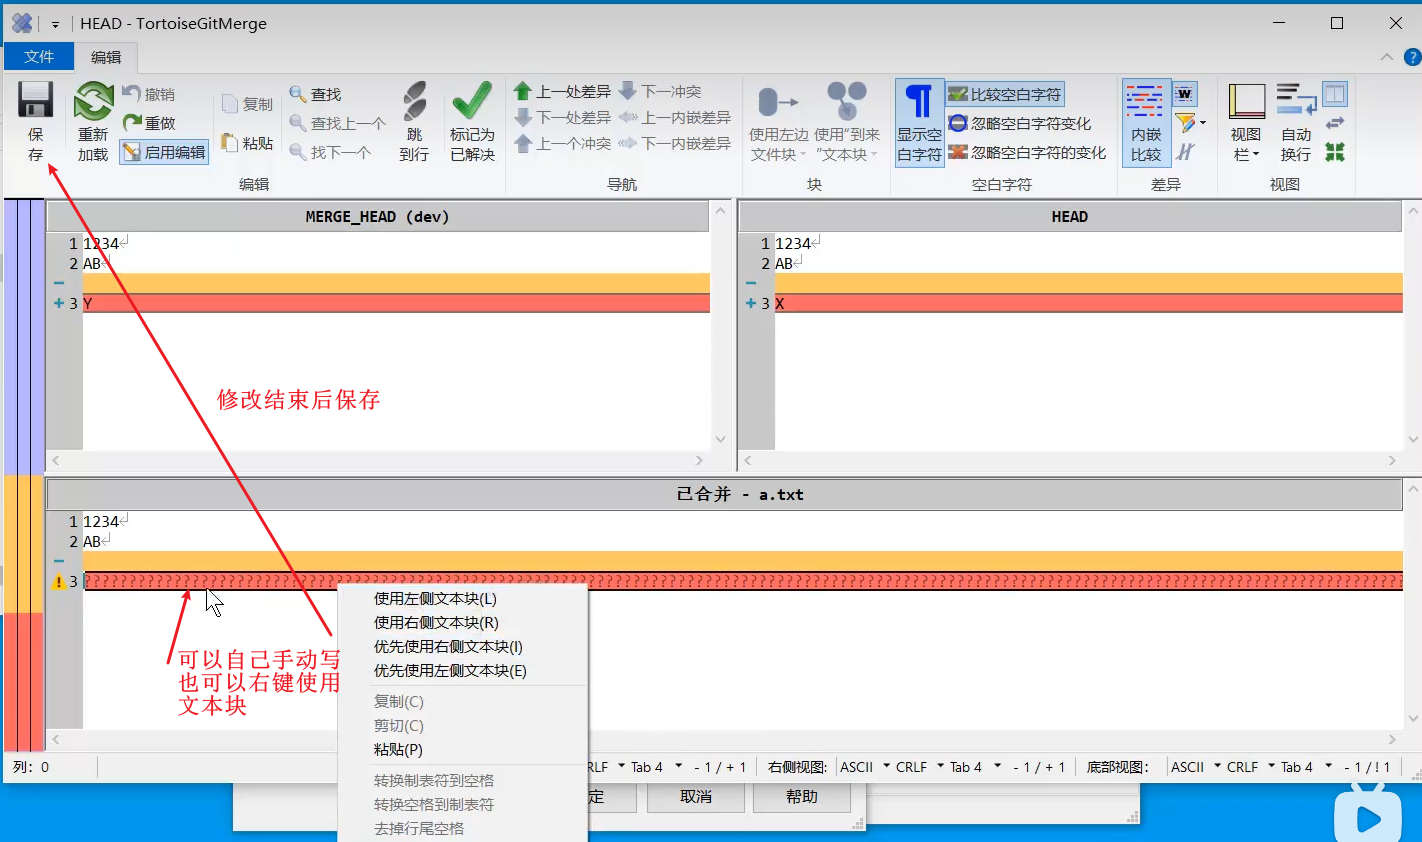 HEAD - TortoiseGitMerge
文件 编辑
保存
重新加载
撤销
重做
启用编辑
复制
粘贴
查找
查找上一个
找下一个
编辑
跳到行
标记为已解决
上一处差异 下一冲突
下一处差异 上一内嵌差异
上一个冲突 下一内嵌差异
导航
使用左边文件块
使用“到来”文本块
块
显示空白字符
比较空白字符
忽略空白字符变化
忽略空白字符的变化
空白字符
内嵌比较
差异
视图栏
自动换行
视图
MERGE_HEAD (dev)
1 1234
2 AB
3 Y
HEAD
1 1234
2 AB
3 X
修改结束后保存
已合并 - a.txt
1 1234
2 AB
3 ????????????????????????????????????????????????????????????????????????????????????????????????????????????????????????????????????????????????
可以自己手动写
也可以右键使用
文本块
使用左侧文本块(L)
使用右侧文本块(R)
优先使用右侧文本块(I)
优先使用左侧文本块(E)
复制(C)
剪切(C)
粘贴(P)
转换制表符到空格
转换空格到制表符
去掉行尾空格
列: 0
RLF Tab 4 - 1 / + 1 右侧视图: ASCII CRLF Tab 4 - 1 / + 1 底部视图: ASCII CRLF Tab 4 - 1 / ! 1
定 取消 帮助